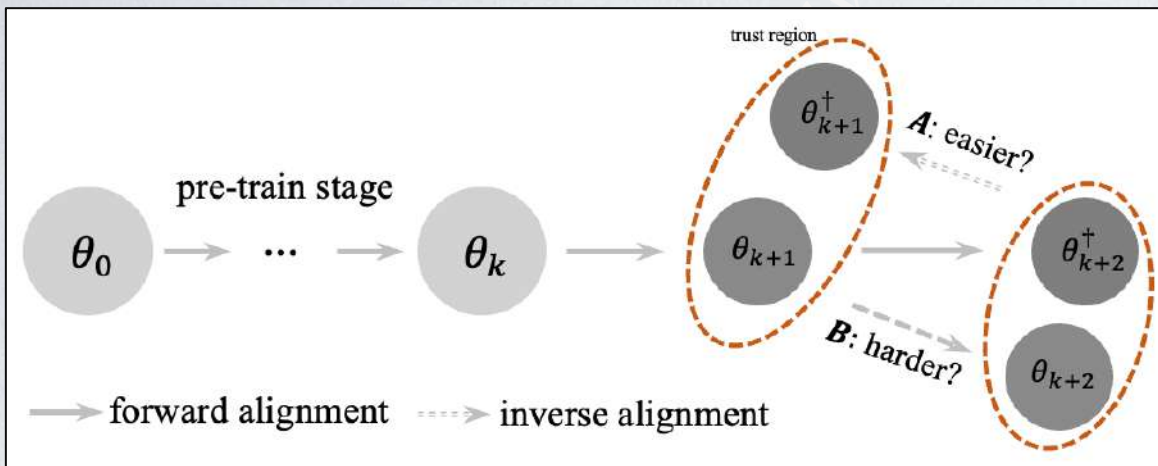 trust region
θ†k+1
A: easier?
pre-train stage
θ0
...
θk
θk+1
θ†k+2
B: harder?
θk+2
forward alignment
inverse alignment